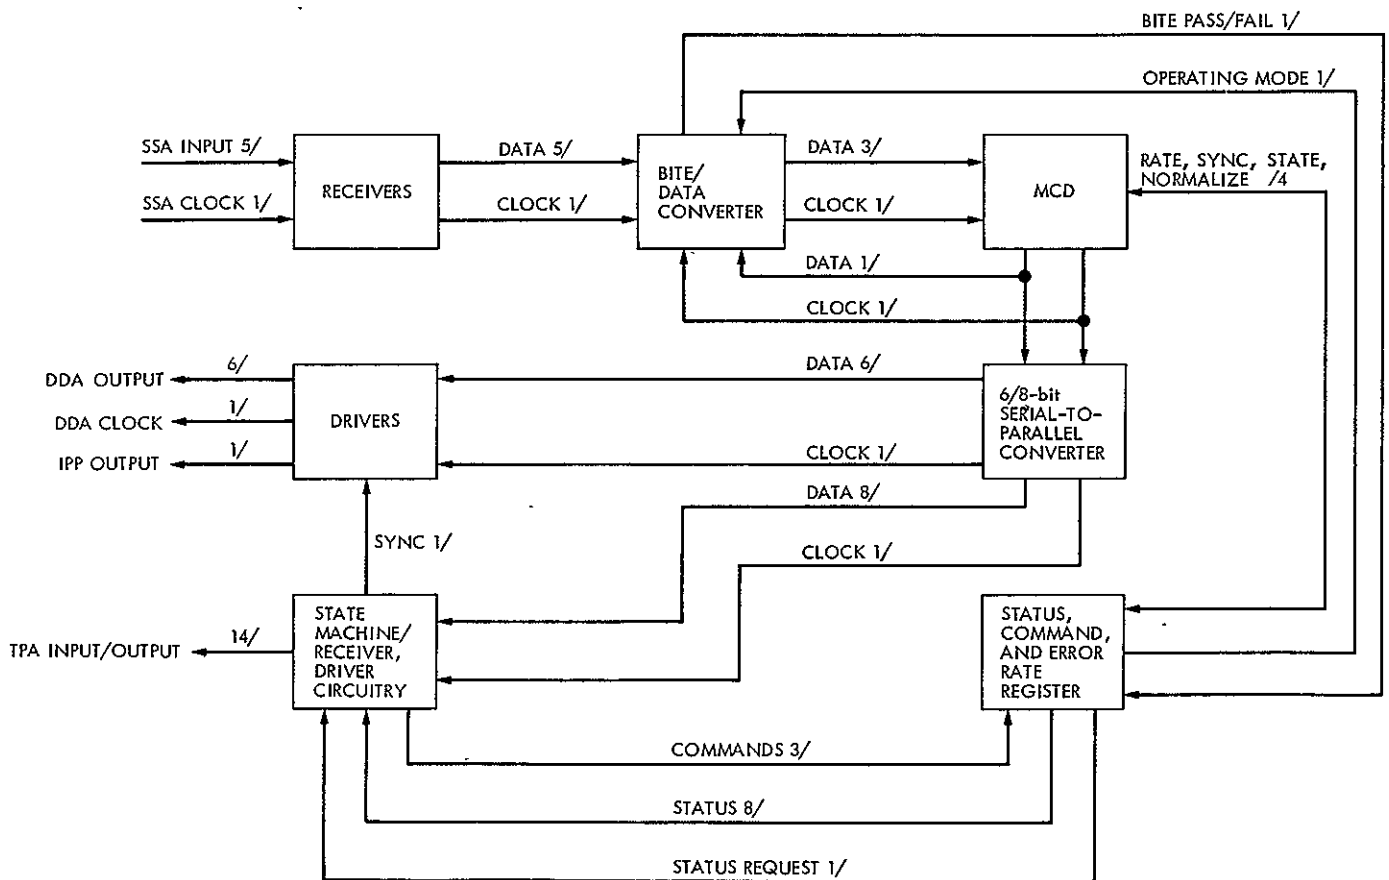 BITE PASS/FAIL 1/
OPERATING MODE 1/
SSA INPUT 5/
SSA CLOCK 1/
RECEIVERS
DATA 5/
CLOCK 1/
BITE/
DATA
CONVERTER
DATA 3/
CLOCK 1/
MCD
RATE, SYNC, STATE,
NORMALIZE /4
DATA 1/
CLOCK 1/
DDA OUTPUT
6/
DDA CLOCK
1/
IPP OUTPUT
1/
DRIVERS
DATA 6/
CLOCK 1/
6/8-bit
SERIAL-TO-
PARALLEL
CONVERTER
DATA 8/
CLOCK 1/
SYNC 1/
TPA INPUT/OUTPUT
14/
STATE
MACHINE/
RECEIVER,
DRIVER
CIRCUITRY
STATUS,
COMMAND,
AND ERROR
RATE
REGISTER
COMMANDS 3/
STATUS 8/
STATUS REQUEST 1/